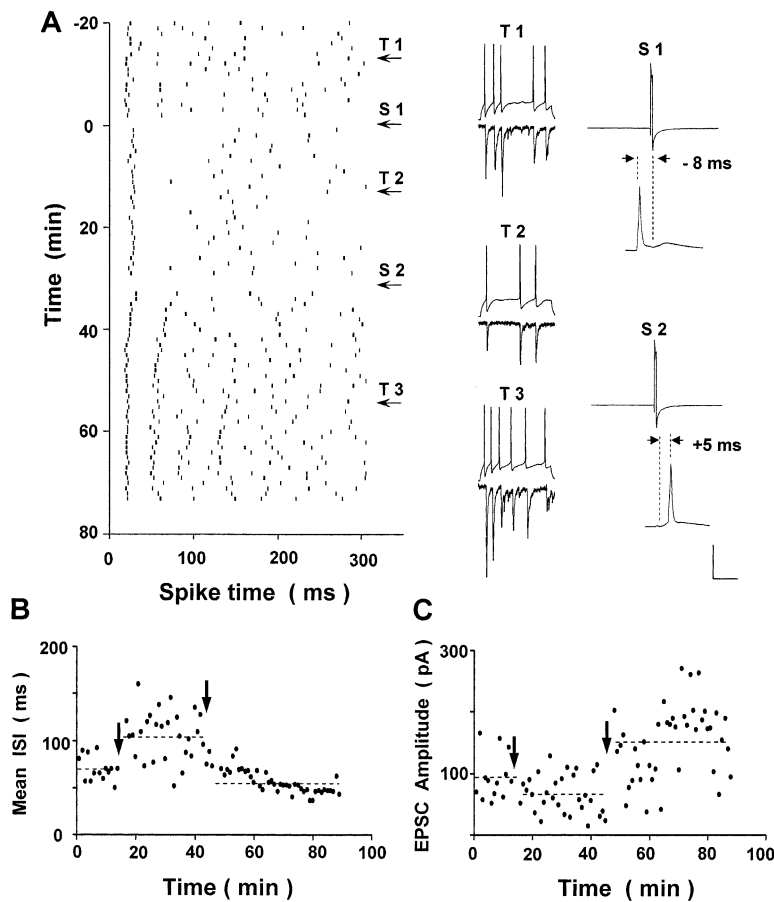 A
-20
0
20
40
60
80
Time (min)
0 100 200 300
Spike time ( ms )
T 1
S 1
T 2
S 2
T 3
T 1
S 1
- 8 ms
T 2
S 2
+5 ms
T 3
B
200
100
0
Mean ISI ( ms )
0 20 40 60 80 100
Time ( min )
C
300
100
EPSC Amplitude ( pA )
0 20 40 60 80 100
Time ( min )